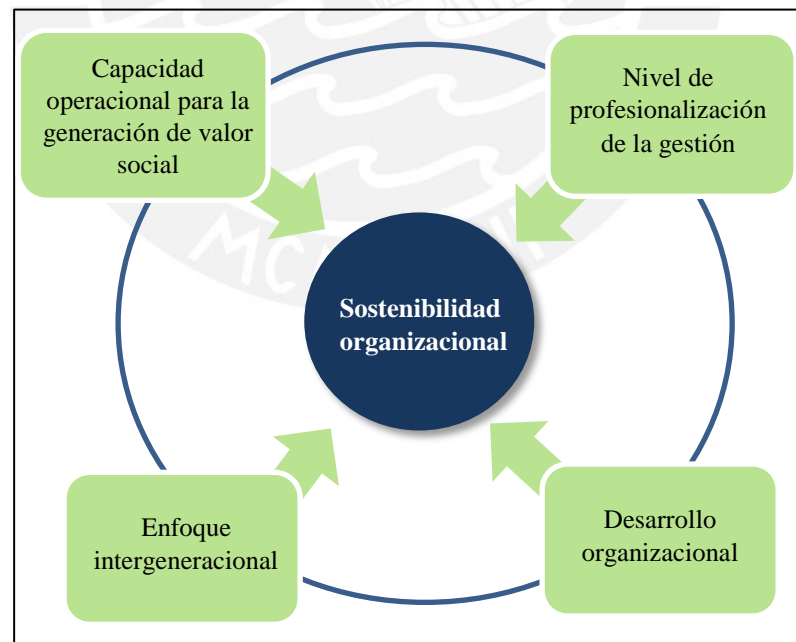 Capacidad
operacional para la
generación de valor
social
Nivel de
profesionalización
de la gestión
Sostenibilidad
organizacional
Enfoque
intergeneracional
Desarrollo
organizacional